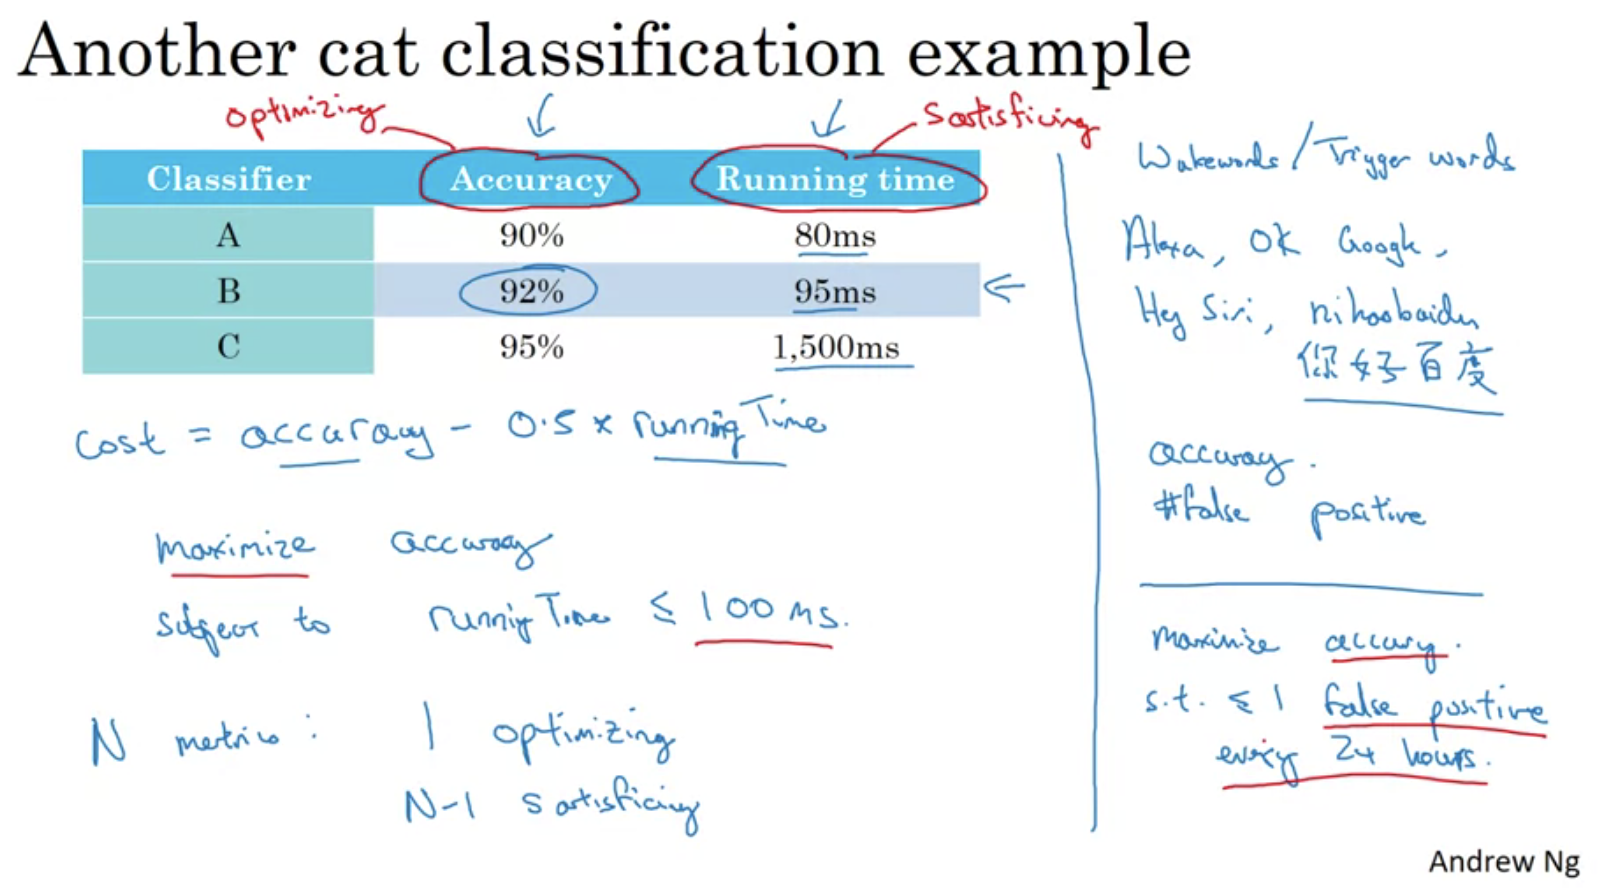 Another cat classification example
optimizing
satisficing
Classifier Accuracy Running time
A 90% 80ms
B 92% 95ms
C 95% 1,500ms
Cost = accuracy - 0.5 x running Time
maximize accuracy
subject to running Time ≤ 100 ms.
N metrics: 1 optimizing
N-1 satisficing
Wakewords / Trigger words
Alexa, OK Google,
Hey Siri, nihaobaidu
你好百度
accuracy.
#false positive
maximize accuracy.
s.t. ≤ 1 false positive
every 24 hours.
Andrew Ng